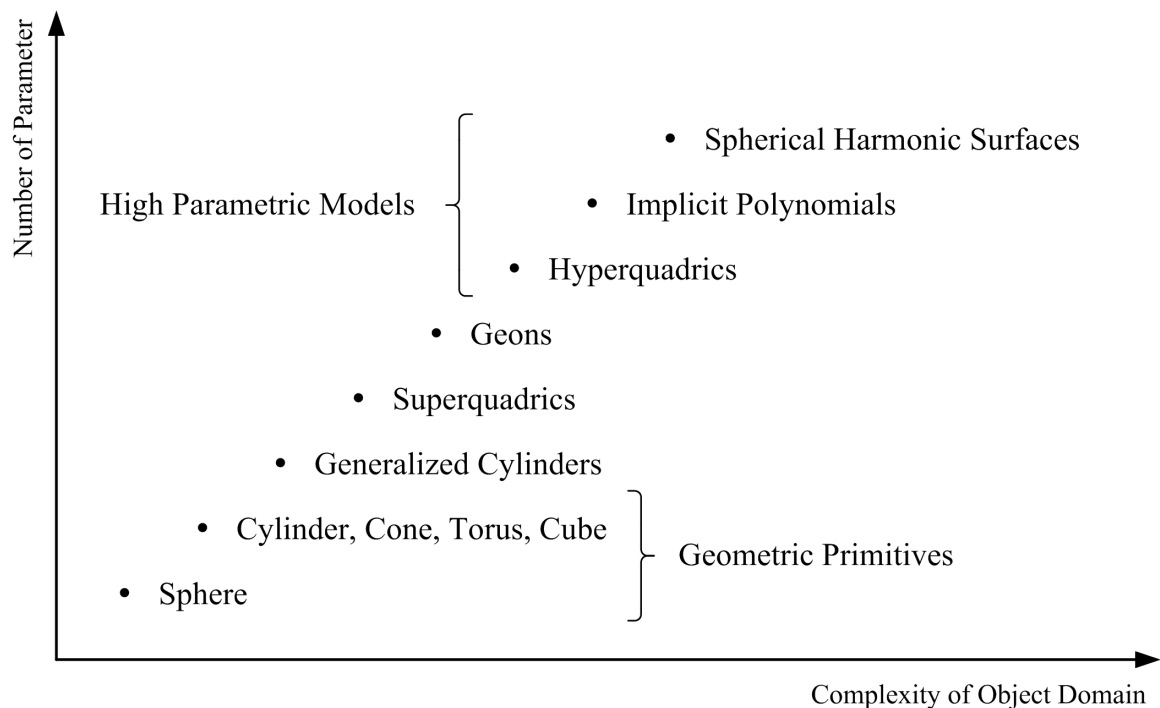 Number of Parameter
Spherical Harmonic Surfaces
High Parametric Models
Implicit Polynomials
Hyperquadrics
Geons
Superquadrics
Generalized Cylinders
Cylinder, Cone, Torus, Cube
Geometric Primitives
Sphere
Complexity of Object Domain